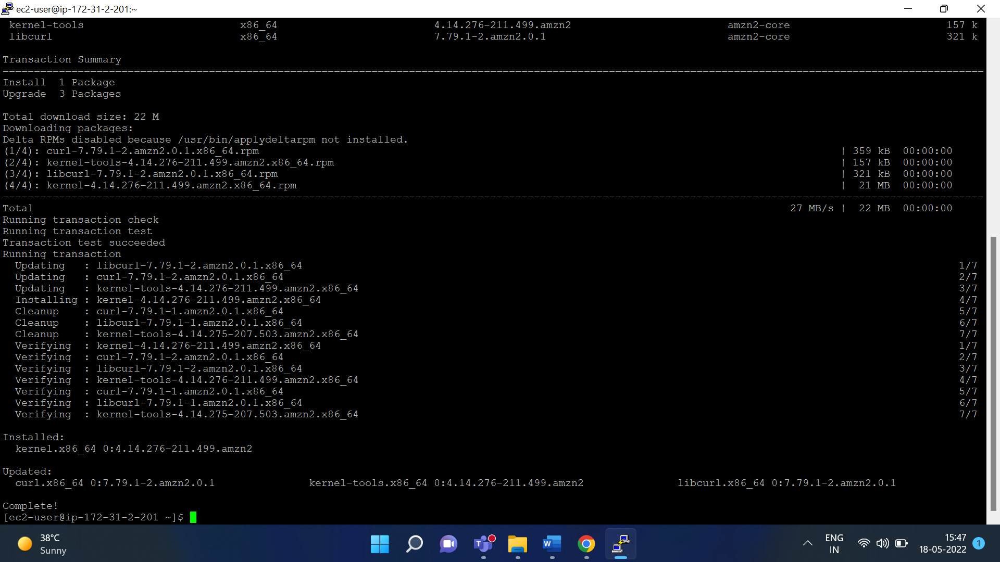 ec2-user@ip-172-31-2-201:~
kernel-tools x86_64 4.14.276-211.499.amzn2 amzn2-core 157 k
libcurl x86_64 7.79.1-2.amzn2.0.1 amzn2-core 321 k
Transaction Summary
================================================================================
Install 1 Package
Upgrade 3 Packages
Total download size: 22 M
Downloading packages:
Delta RPMs disabled because /usr/bin/applydeltarpm not installed.
(1/4): curl-7.79.1-2.amzn2.0.1.x86_64.rpm | 359 kB 00:00:00
(2/4): kernel-tools-4.14.276-211.499.amzn2.x86_64.rpm | 157 kB 00:00:00
(3/4): libcurl-7.79.1-2.amzn2.0.1.x86_64.rpm | 321 kB 00:00:00
(4/4): kernel-4.14.276-211.499.amzn2.x86_64.rpm | 21 MB 00:00:00
--------------------------------------------------------------------------------
Total 27 MB/s | 22 MB 00:00:00
Running transaction check
Running transaction test
Transaction test succeeded
Running transaction
Updating : libcurl-7.79.1-2.amzn2.0.1.x86_64 1/7
Updating : curl-7.79.1-2.amzn2.0.1.x86_64 2/7
Updating : kernel-tools-4.14.276-211.499.amzn2.x86_64 3/7
Installing : kernel-4.14.276-211.499.amzn2.x86_64 4/7
Cleanup : curl-7.79.1-1.amzn2.0.1.x86_64 5/7
Cleanup : libcurl-7.79.1-1.amzn2.0.1.x86_64 6/7
Cleanup : kernel-tools-4.14.275-207.503.amzn2.x86_64 7/7
Verifying : kernel-4.14.276-211.499.amzn2.x86_64 1/7
Verifying : curl-7.79.1-2.amzn2.0.1.x86_64 2/7
Verifying : libcurl-7.79.1-2.amzn2.0.1.x86_64 3/7
Verifying : kernel-tools-4.14.276-211.499.amzn2.x86_64 4/7
Verifying : curl-7.79.1-1.amzn2.0.1.x86_64 5/7
Verifying : libcurl-7.79.1-1.amzn2.0.1.x86_64 6/7
Verifying : kernel-tools-4.14.275-207.503.amzn2.x86_64 7/7
Installed:
kernel.x86_64 0:4.14.276-211.499.amzn2
Updated:
curl.x86_64 0:7.79.1-2.amzn2.0.1 kernel-tools.x86_64 0:4.14.276-211.499.amzn2 libcurl.x86_64 0:7.79.1-2.amzn2.0.1
Complete!
[ec2-user@ip-172-31-2-201 ~]$
38°C
Sunny
T
W
ENG
IN
15:47
18-05-2022
1